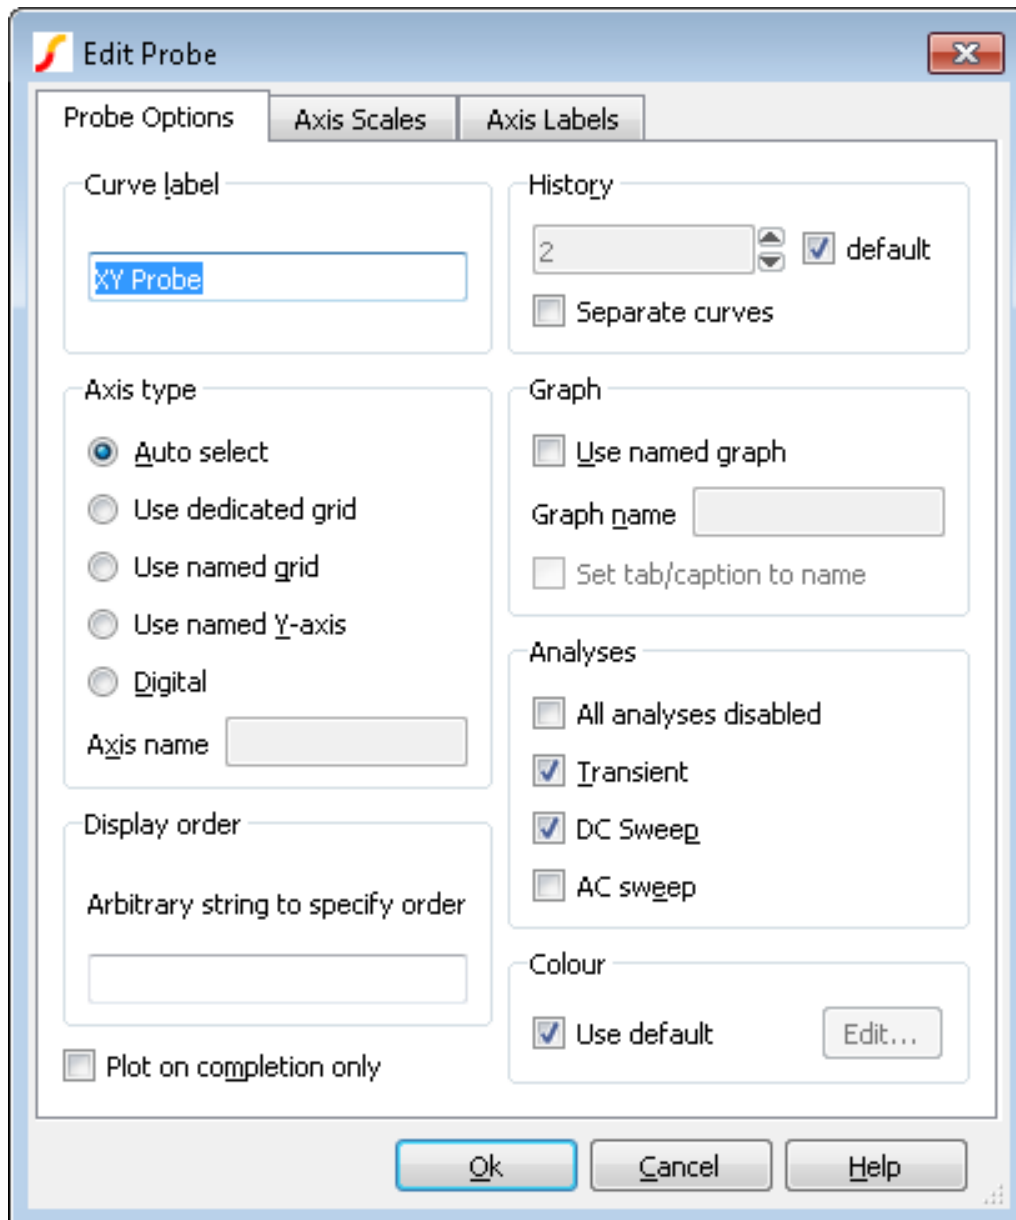 Edit Probe
Probe Options
Axis Scales
Axis Labels
Curve label
XY Probe
History
2
default
Separate curves
Axis type
Auto select
Use dedicated grid
Use named grid
Use named Y-axis
Digital
Axis name
Graph
Use named graph
Graph name
Set tab/caption to name
Analyses
All analyses disabled
Transient
DC Sweep
AC sweep
Display order
Arbitrary string to specify order
Colour
Use default
Edit...
Plot on completion only
Ok
Cancel
Help